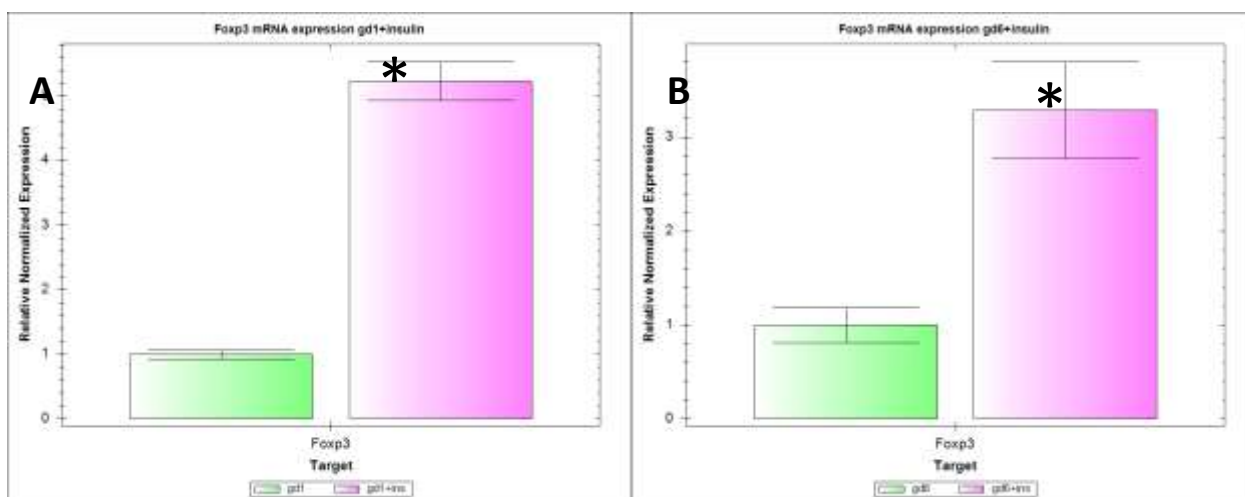 Foxp3 mRNA expression gd1+insulin
A
*
Relative Normalized Expression
4
3
2
1
0
Foxp3
Target
gd1
gd1+ins
Foxp3 mRNA expression gd6+insulin
B
*
Relative Normalized Expression
3
2
1
0
Foxp3
Target
gd6
gd6+ins